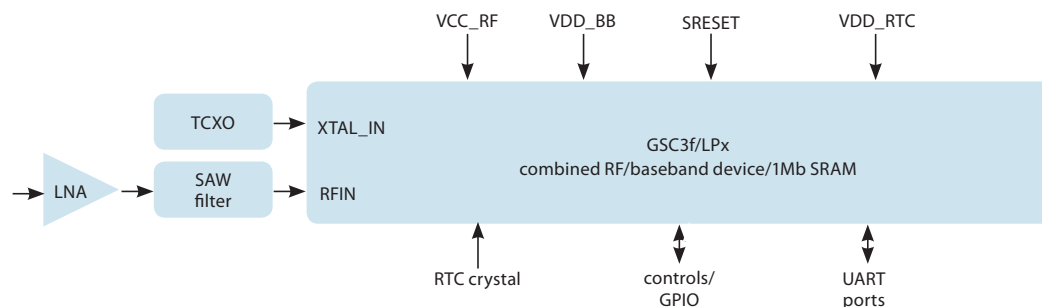 VCC_RF
VDD_BB
SRESET
VDD_RTC
TCXO
XTAL_IN
GSC3f/LPx
combined RF/baseband device/1Mb SRAM
LNA
SAW
filter
RFIN
RTC crystal
controls/
GPIO
UART
ports